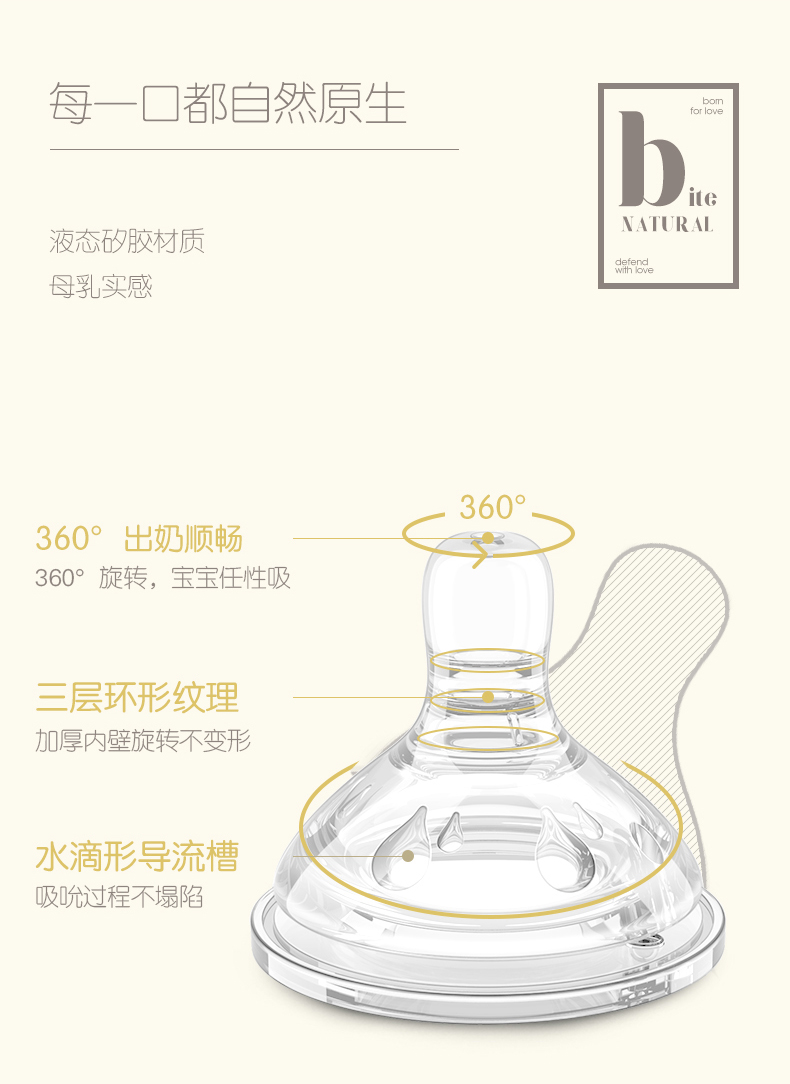 每一口都自然原生
born
for love
b ite
NATURAL
defend
with love
液态矽胶材质
母乳实感
360°
360° 出奶顺畅
360° 旋转，宝宝任性吸
三层环形纹理
加厚内壁旋转不变形
水滴形导流槽
吸吮过程不塌陷